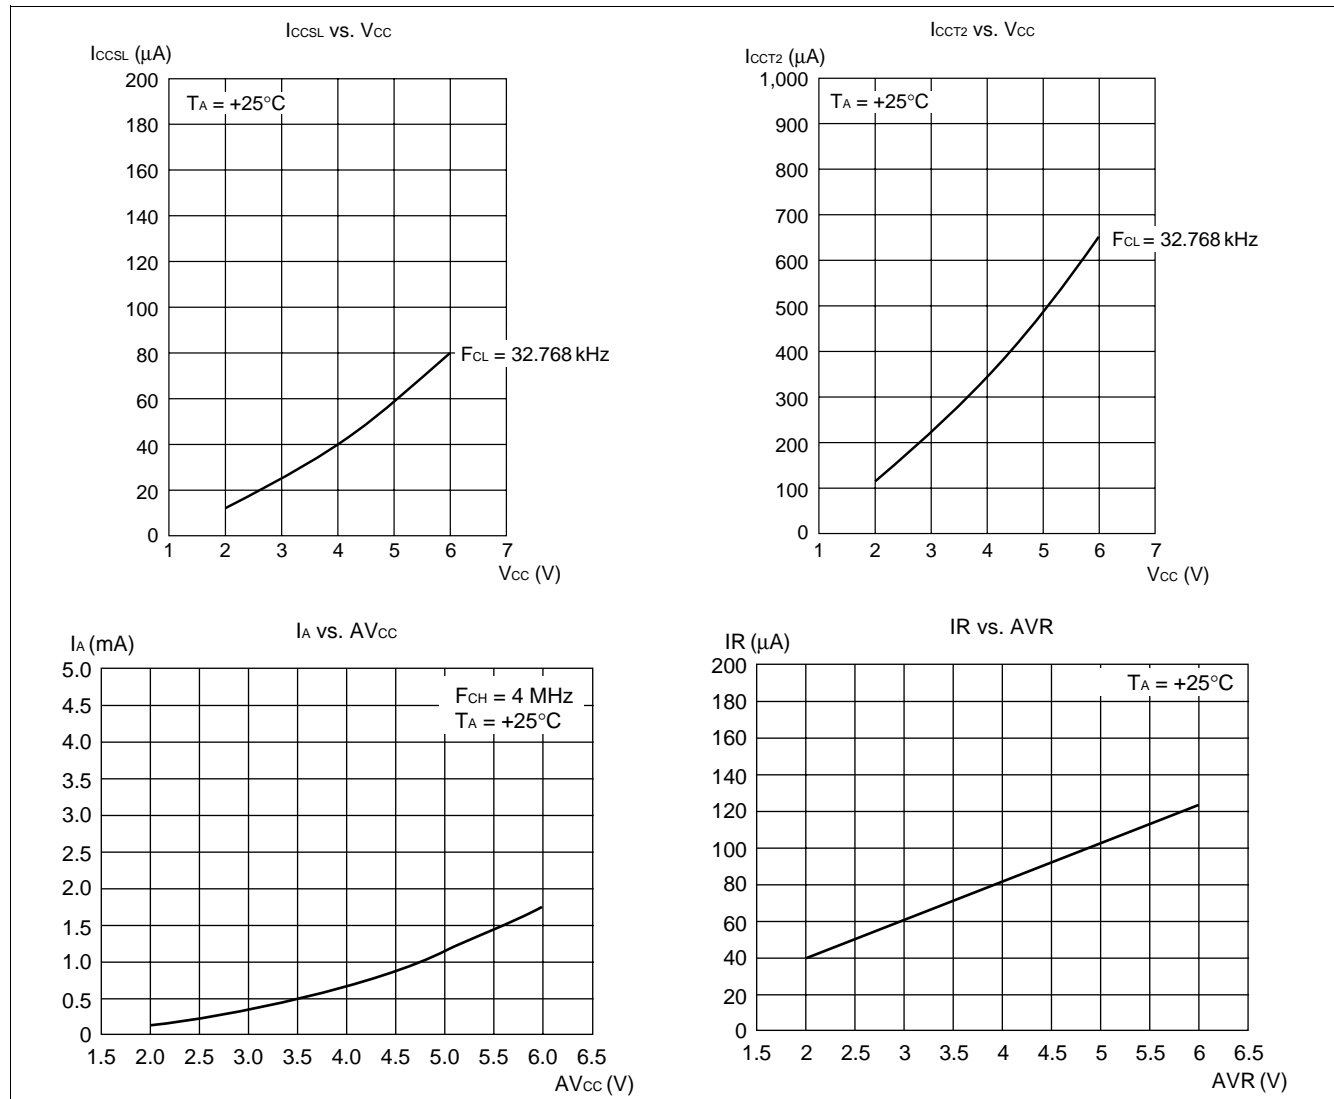 ICCSL vs. VCC
ICCSL (μA)
200
180
160
140
120
100
80
60
40
20
0
TA = +25°C
FCL = 32.768 kHz
1 2 3 4 5 6 7
VCC (V)
ICCT2 vs. VCC
ICCT2 (μA)
1,000
900
800
700
600
500
400
300
200
100
0
TA = +25°C
FCL = 32.768 kHz
1 2 3 4 5 6 7
VCC (V)
IA vs. AVCC
IA (mA)
5.0
4.5
4.0
3.5
3.0
2.5
2.0
1.5
1.0
0.5
0
FCH = 4 MHz
TA = +25°C
1.5 2.0 2.5 3.0 3.5 4.0 4.5 5.0 5.5 6.0 6.5
AVCC (V)
IR vs. AVR
IR (μA)
200
180
160
140
120
100
80
60
40
20
0
TA = +25°C
1.5 2 2.5 3 3.5 4 4.5 5 5.5 6 6.5
AVR (V)